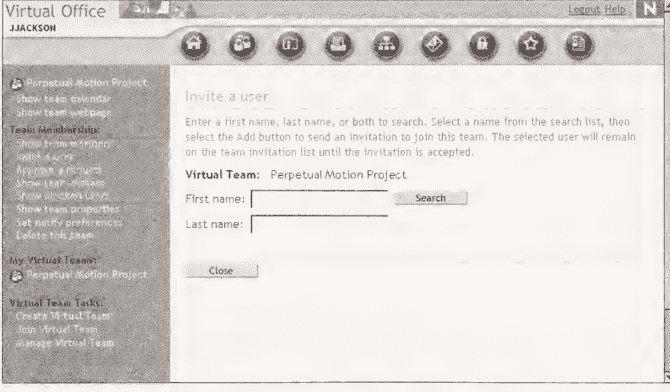 Virtual Office
Logout Help
N
JJACKSON
Perpetual Motion Project
Show team calendar
Show team webpage
Team Membership:
Show team members
Invite a user
Approve a request
Show team
Show
Show team properties
Set notify preferences
Delete this team
My Virtual Teams:
Perpetual Motion Project
Virtual Team Tasks:
Create Virtual Team
Join Virtual Team
Manage Virtual Team
Invite a user
Enter a first name, last name, or both to search. Select a name from the search list, then
select the Add button to send an invitation to join this team. The selected user will remain
on the team invitation list until the invitation is accepted.
Virtual Team: Perpetual Motion Project
First name:
Search
Last name:
Close